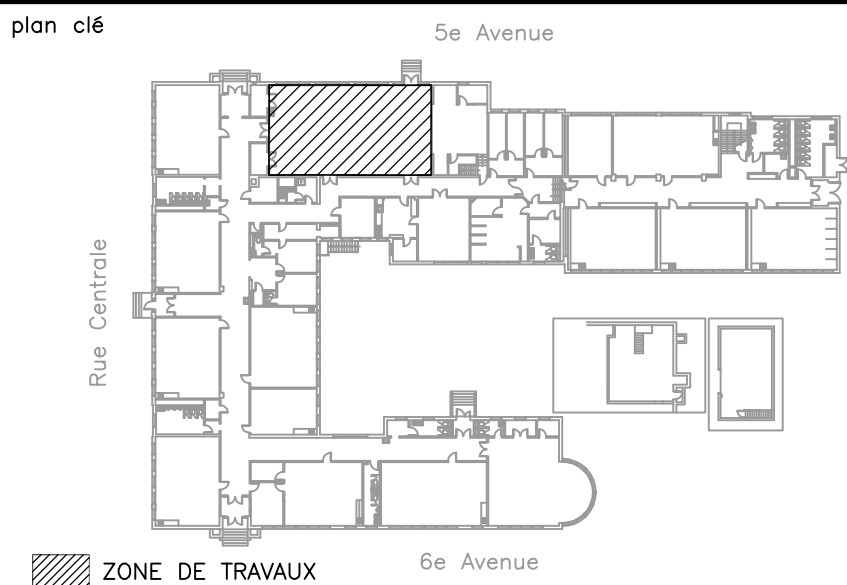 plan clé
5e Avenue
Rue Centrale
6e Avenue
ZONE DE TRAVAUX